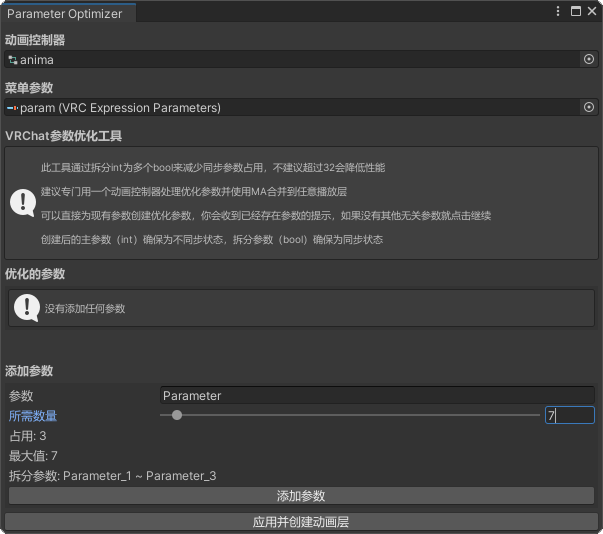 Parameter Optimizer
动画控制器
anima
菜单参数
param (VRC Expression Parameters)
VRChat参数优化工具
此工具通过拆分int为多个bool来减少同步参数占用，不建议超过32会降低性能
建议专门用一个动画控制器处理优化参数并使用MA合并到任意播放层
可以直接为现有参数创建优化参数，你会收到已经存在参数的提示，如果没有其他无关参数就点击继续
创建后的主参数（int）确保为不同步状态，拆分参数（bool）确保为同步状态
优化的参数
没有添加任何参数
添加参数
参数 Parameter
所需数量 7
占用: 3
最大值: 7
拆分参数: Parameter_1 ~ Parameter_3
添加参数
应用并创建动画层